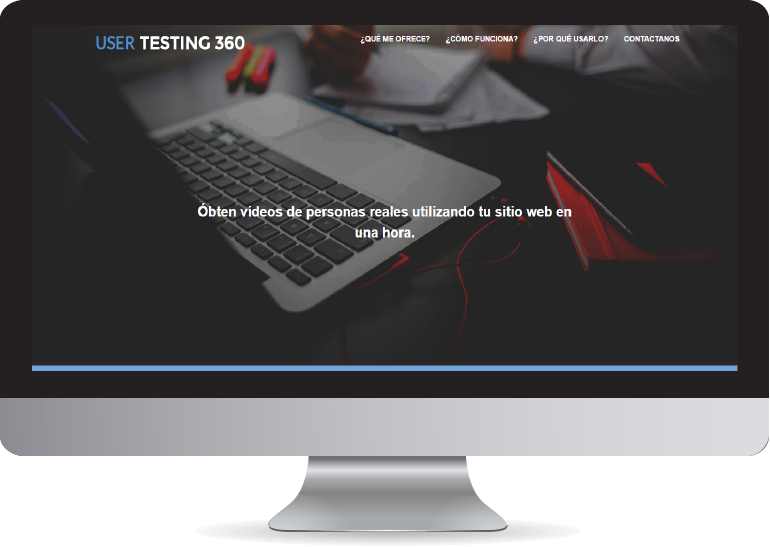 USER TESTING 360
¿QUÉ ME OFRECE? ¿CÓMO FUNCIONA? ¿POR QUÉ USARLO? CONTACTANOS
Óbten videos de personas reales utilizando tu sitio web en
una hora.